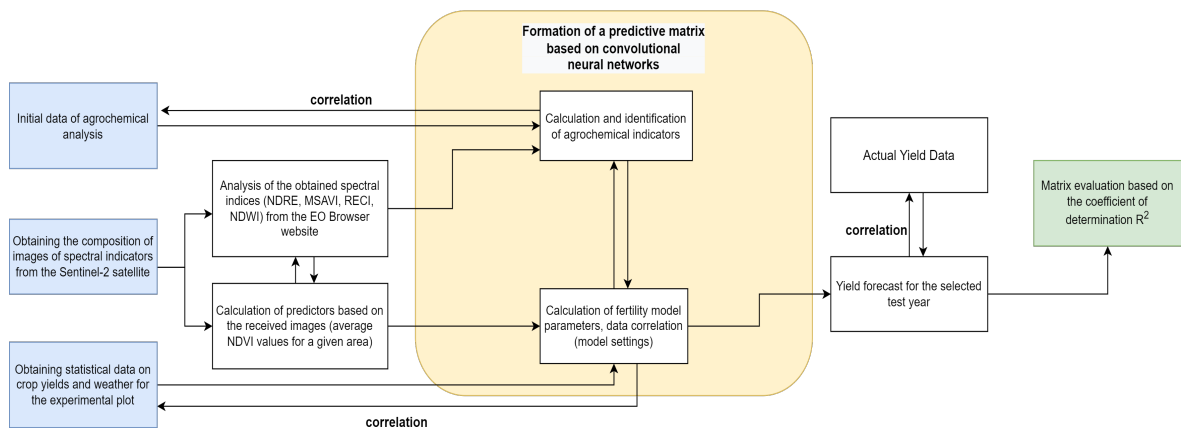 Formation of a predictive matrix
based on convolutional
neural networks
correlation
Initial data of agrochemical
analysis
Calculation and identification
of agrochemical indicators
Actual Yield Data
Analysis of the obtained spectral
indices (NDRE, MSAVI, RECI,
NDWI) from the EO Browser
website
Matrix evaluation based on
the coefficient of
determination R2
Obtaining the composition of
images of spectral indicators
from the Sentinel-2 satellite
correlation
Calculation of predictors based on
the received images (average
NDVI values for a given area)
Calculation of fertility model
parameters, data correlation
(model settings)
Yield forecast for the selected
test year
Obtaining statistical data on
crop yields and weather for
the experimental plot
correlation